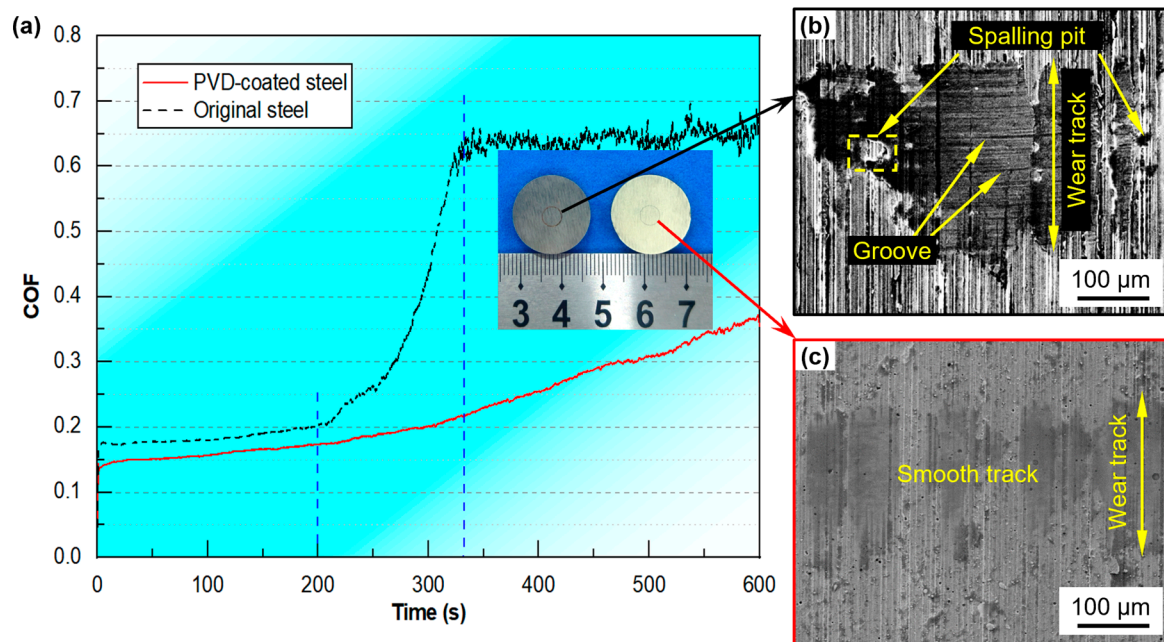 (a)
0.8
0.7
0.6
0.5
0.4
0.3
0.2
0.1
0.0
COF
PVD-coated steel
Original steel
3 4 5 6 7
0 100 200 300 400 500 600
Time (s)
(b)
Spalling pit
Wear track
Groove
100 µm
(c)
Smooth track
Wear track
100 µm